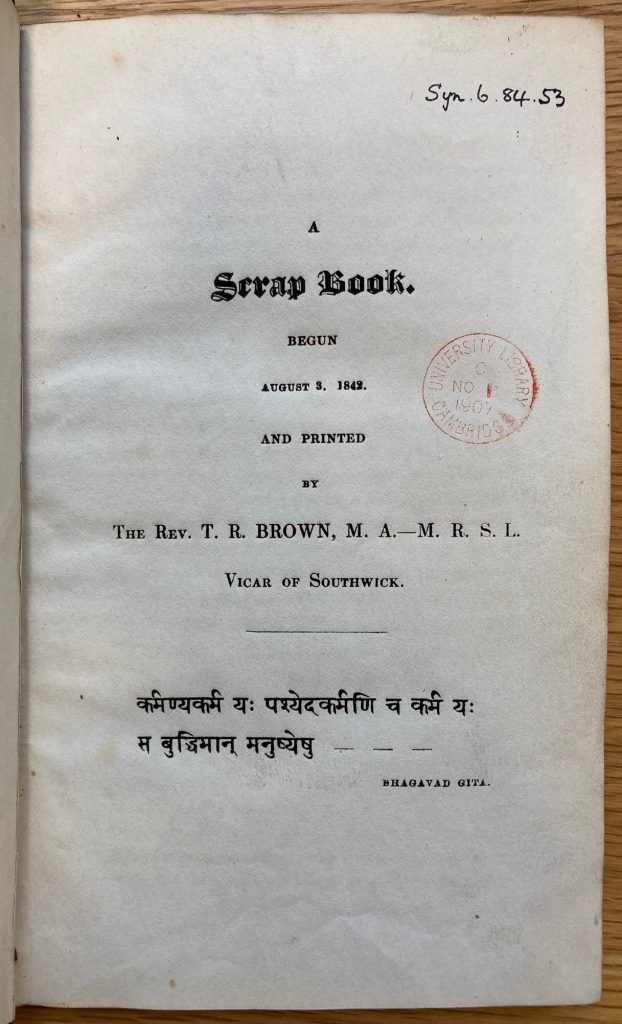 Syn. 6. 84. 53
A
Scrap Book.
BEGUN
AUGUST 3. 1842.
AND PRINTED
BY
THE REV. T. R. BROWN, M. A.—M. R. S. L.
VICAR OF SOUTHWICK.
UNIVERSITY LIBRARY
C
NO
1907
CAMBRIDGE
कर्मण्यकर्म यः पश्येदकर्मणि च कर्म यः
स बुद्धिमान् मनुष्येषु — — —
BHAGAVAD GITA.